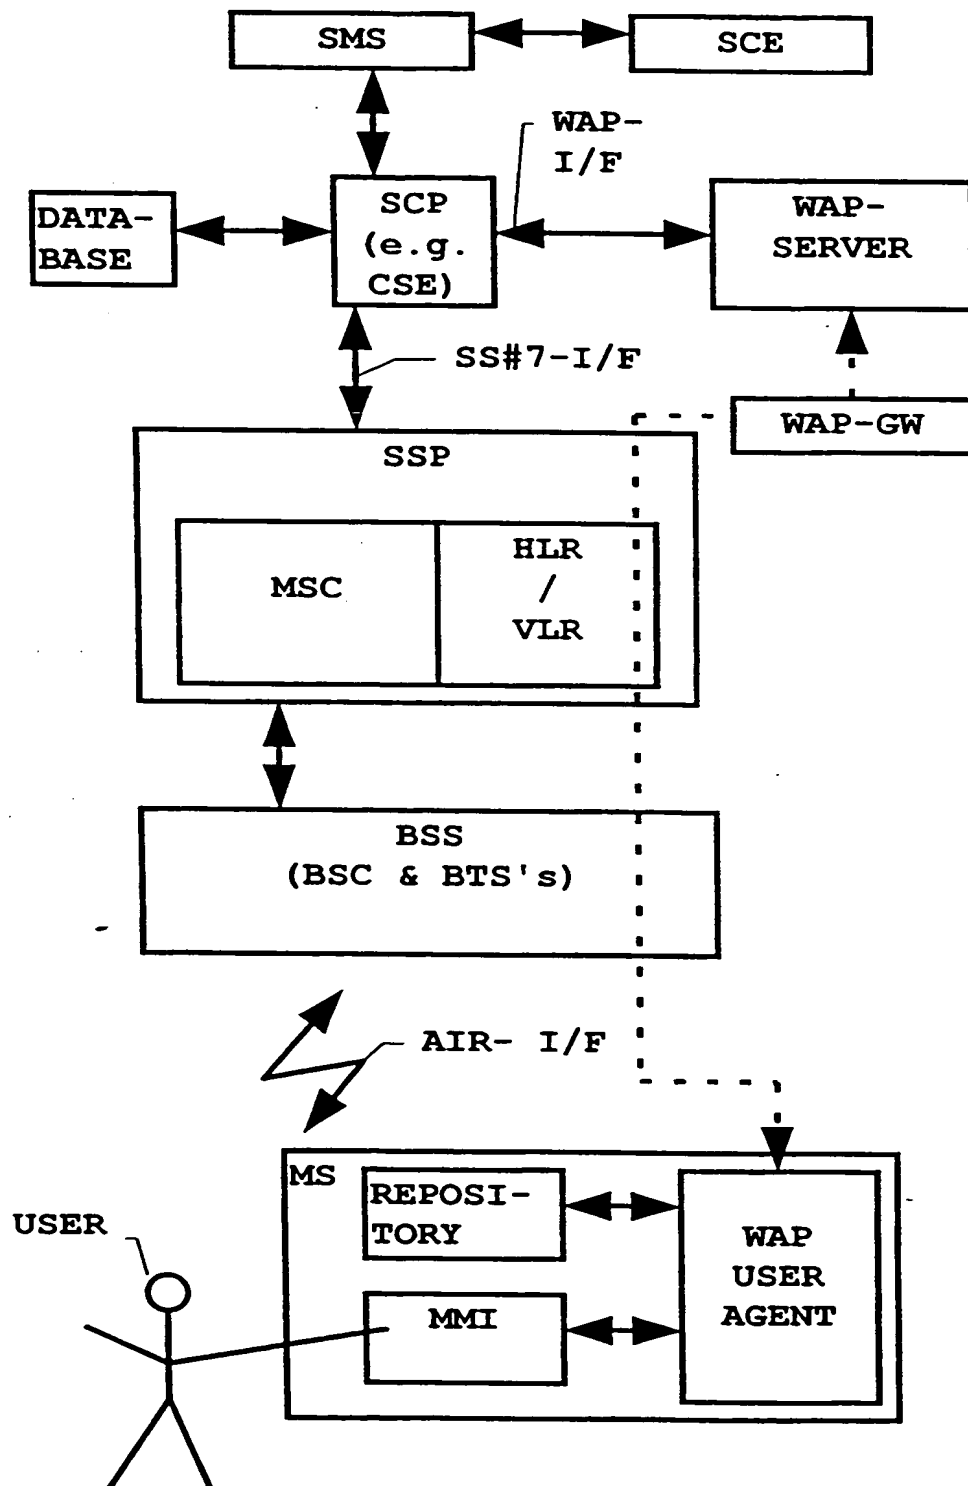 SMS
SCE
WAP-
I/F
DATA-
BASE
SCP
(e.g.
CSE)
WAP-
SERVER
SS#7-I/F
WAP-GW
SSP
MSC
HLR
/
VLR
BSS
(BSC & BTS's)
AIR- I/F
MS
REPOSI-
TORY
USER
MMI
WAP
USER
AGENT